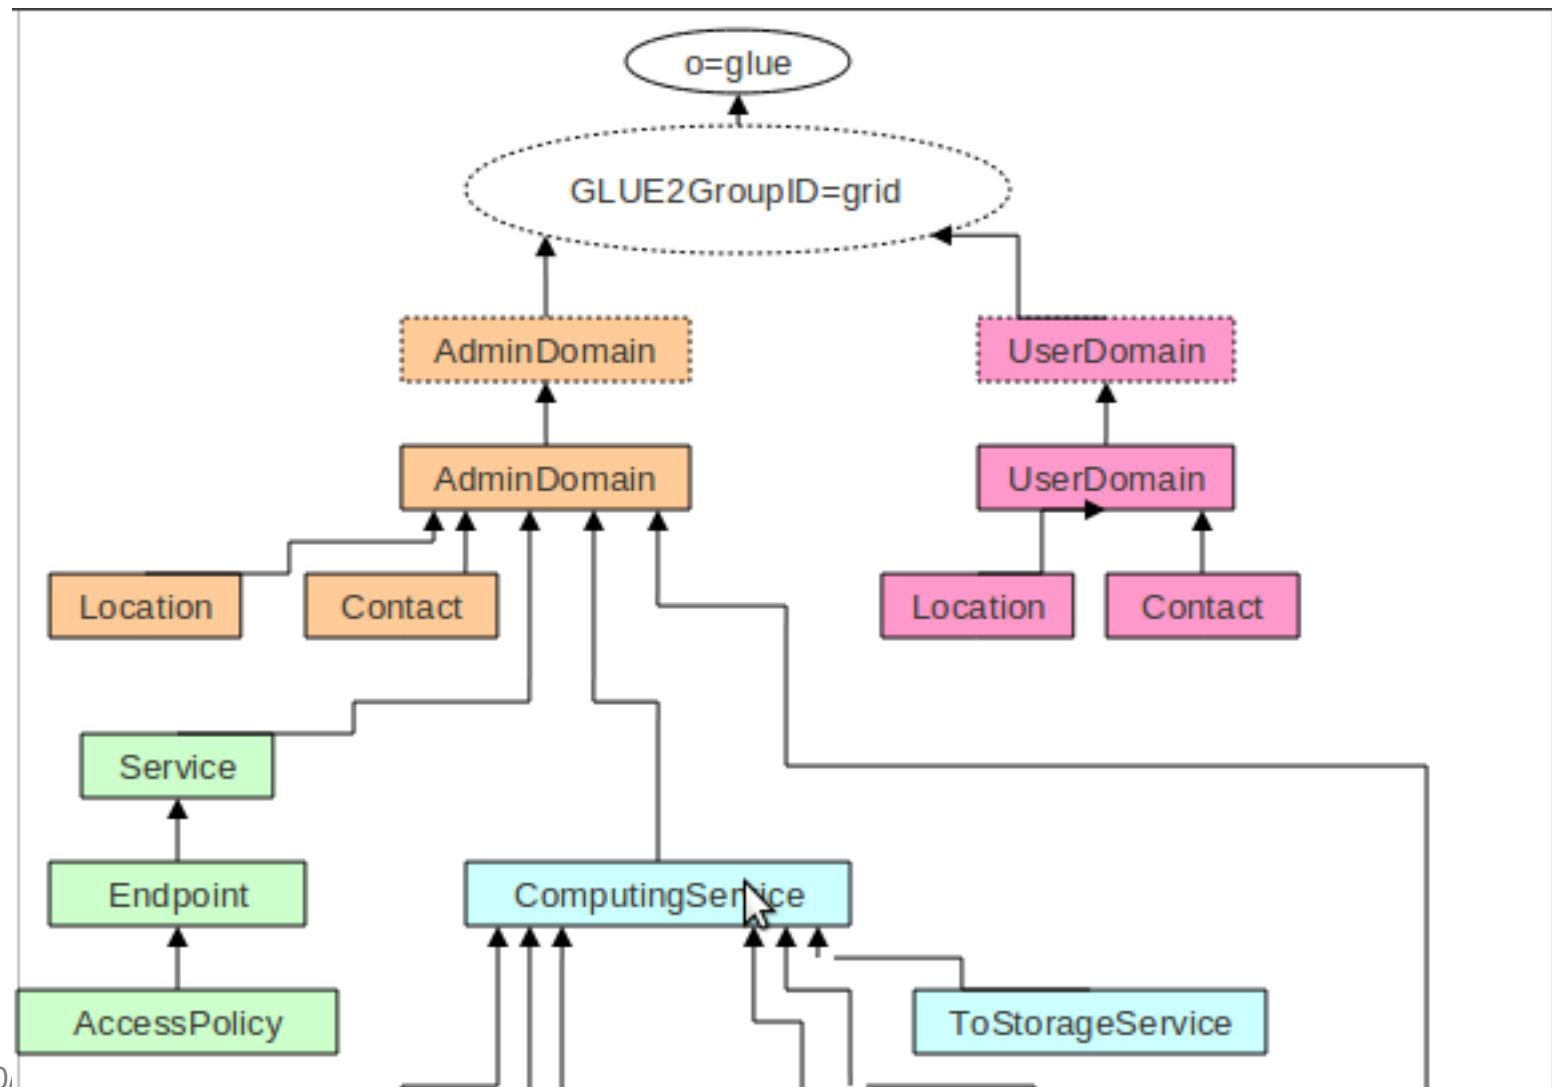 o=glue
GLUE2GroupID=grid
AdminDomain
UserDomain
AdminDomain
UserDomain
Location
Contact
Location
Contact
Service
Endpoint
ComputingService
AccessPolicy
ToStorageService